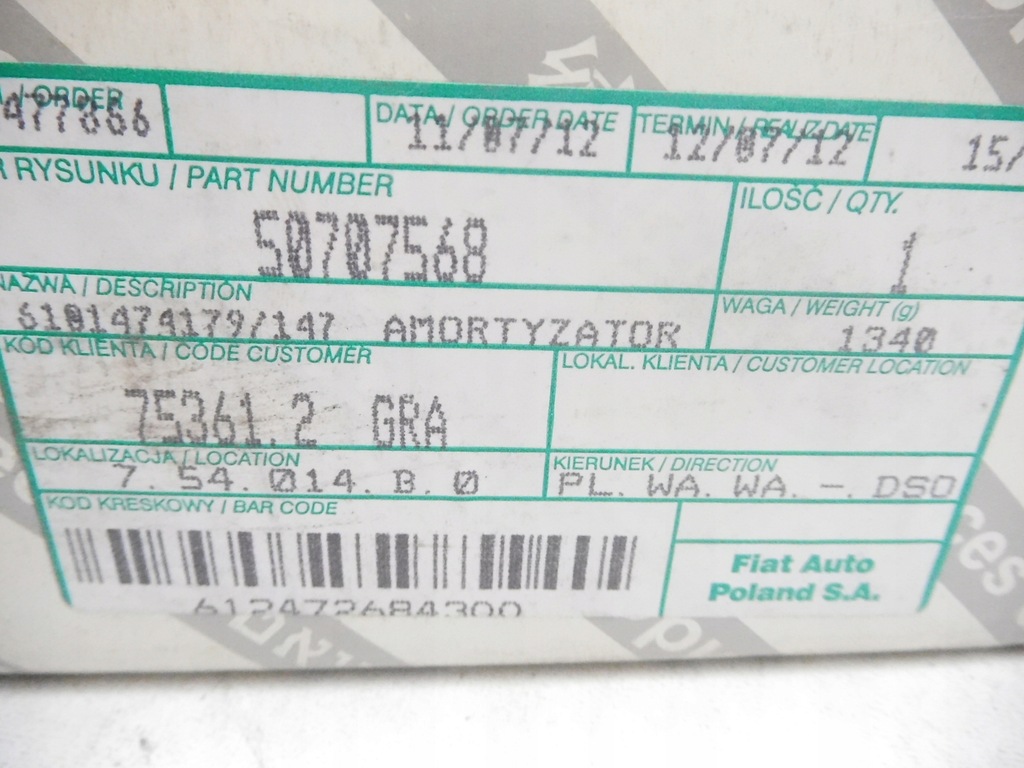 / ORDER
477866
DATA / ORDER DATE
11/07/12
TERMIN / REALIZ.DATE
12/07/12
15/
RYSUNKU / PART NUMBER
50707568
ILOŚĆ / QTY.
1
NAZWA / DESCRIPTION
6101474179/147 AMORTYZATOR
WAGA / WEIGHT (g)
1340
KOD KLIENTA / CODE CUSTOMER
75361.2 GRA
LOKAL. KLIENTA / CUSTOMER LOCATION
LOKALIZACJA / LOCATION
7. 54. 014. B. 0
KIERUNEK / DIRECTION
PL. WA. WA. -. DSO
KOD KRESKOWY / BAR CODE
612472684300
Fiat Auto
Poland S.A.